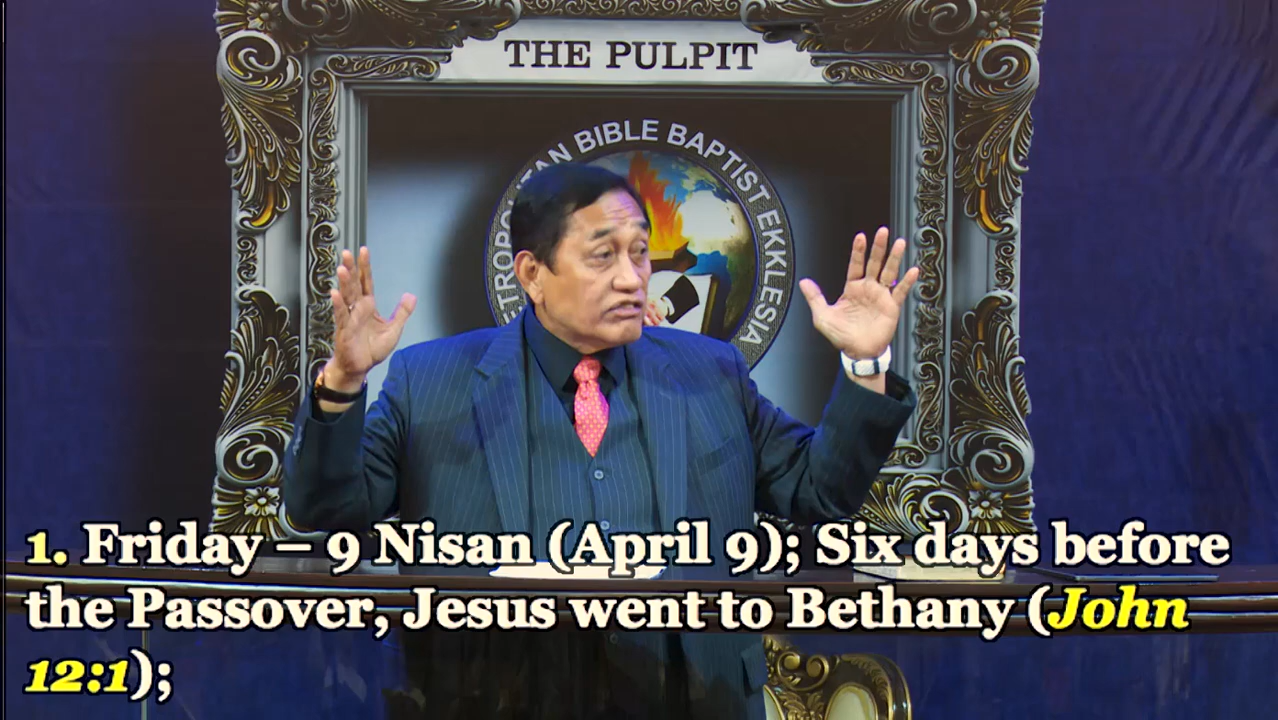 THE PULPIT
BIBLE BAPTIST EKKLESIA
1. Friday – 9 Nisan (April 9); Six days before
the Passover, Jesus went to Bethany (John
12:1);